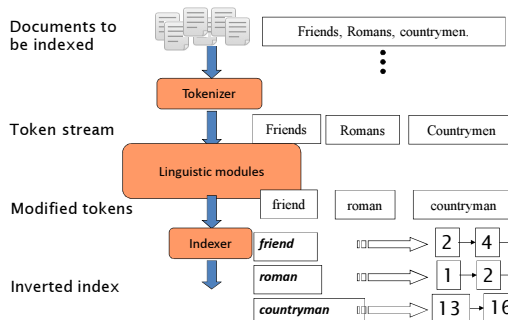 Documents to
be indexed
Friends, Romans, countrymen.
Tokenizer
Token stream
Friends Romans Countrymen
Linguistic modules
Modified tokens
friend roman countryman
Indexer
friend 2 4
roman 1 2
Inverted index
countryman 13 16